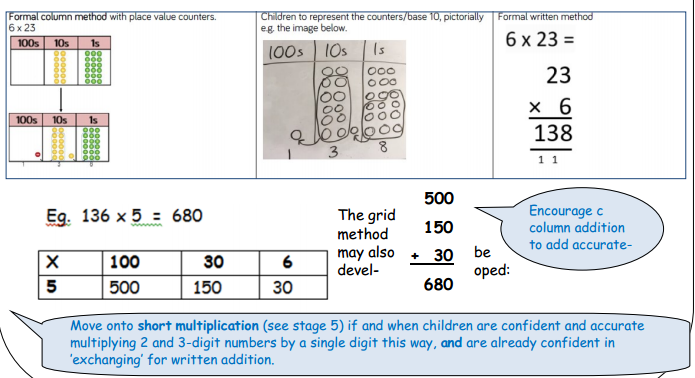 Formal column method with place value counters.
6 x 23
100s 10s 1s
100s 10s 1s
Children to represent the counters/base 10, pictorially
e.g. the image below.
100s 10s 1s
1 3 8
Formal written method
6 x 23 =
23
x 6
138
1 1
Eg. 136 x 5 = 680
X 100 30 6
5 500 150 30
The grid
method
may also
devel-
500
150
+ 30
680
be
oped:
Encourage c
column addition
to add accurate-
Move onto short multiplication (see stage 5) if and when children are confident and accurate
multiplying 2 and 3-digit numbers by a single digit this way, and are already confident in
‘exchanging’ for written addition.